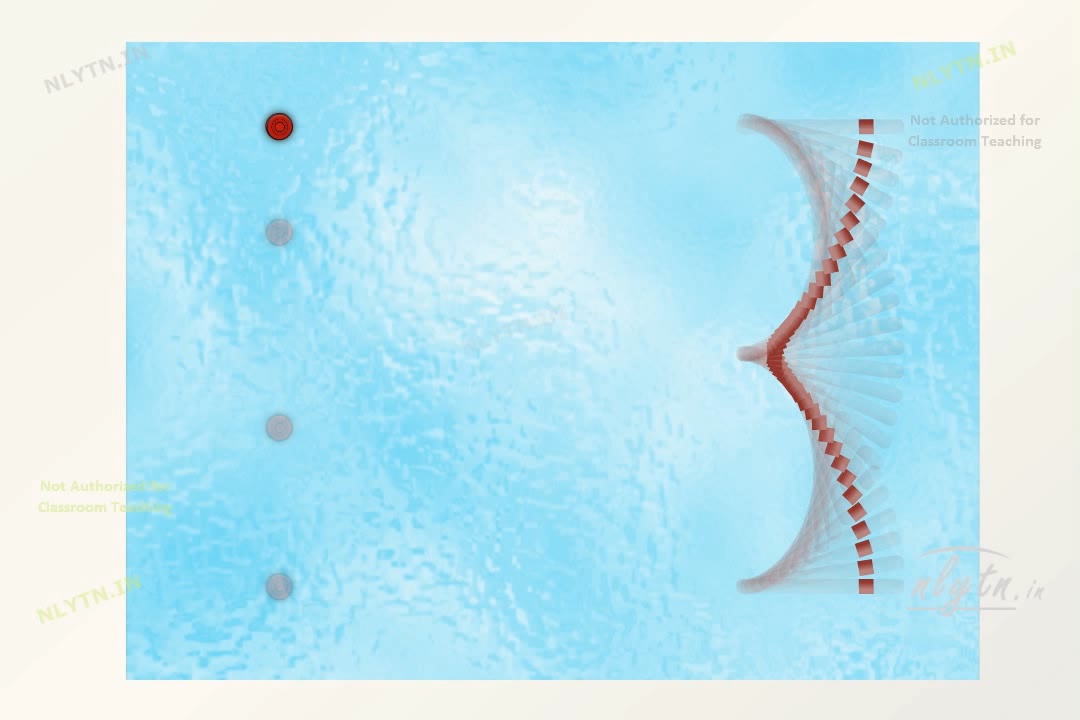 NLYTN.IN
NLYTN.IN
Not Authorized for
Classroom Teaching
Not Authorized for
Classroom Teaching
NLYTN.IN
nlytn.in